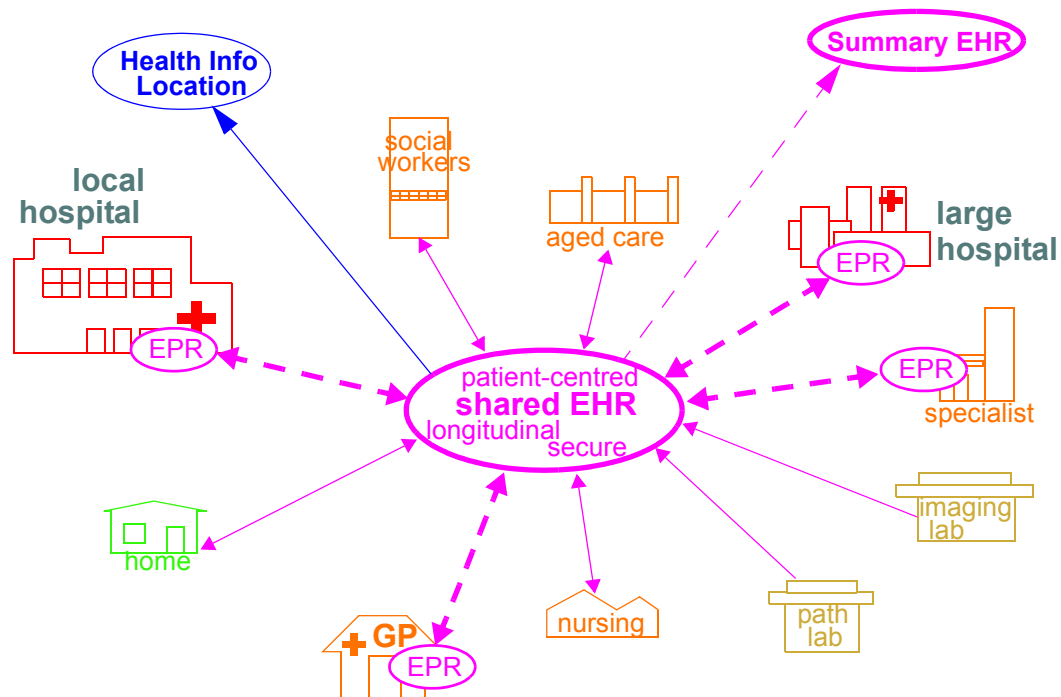 Health Info
Location
Summary EHR
social
workers
local
hospital
aged care
large
hospital
EPR
EPR
EPR
patient-centred
shared EHR
longitudinal
secure
specialist
imaging
lab
home
GP
EPR
nursing
path
lab